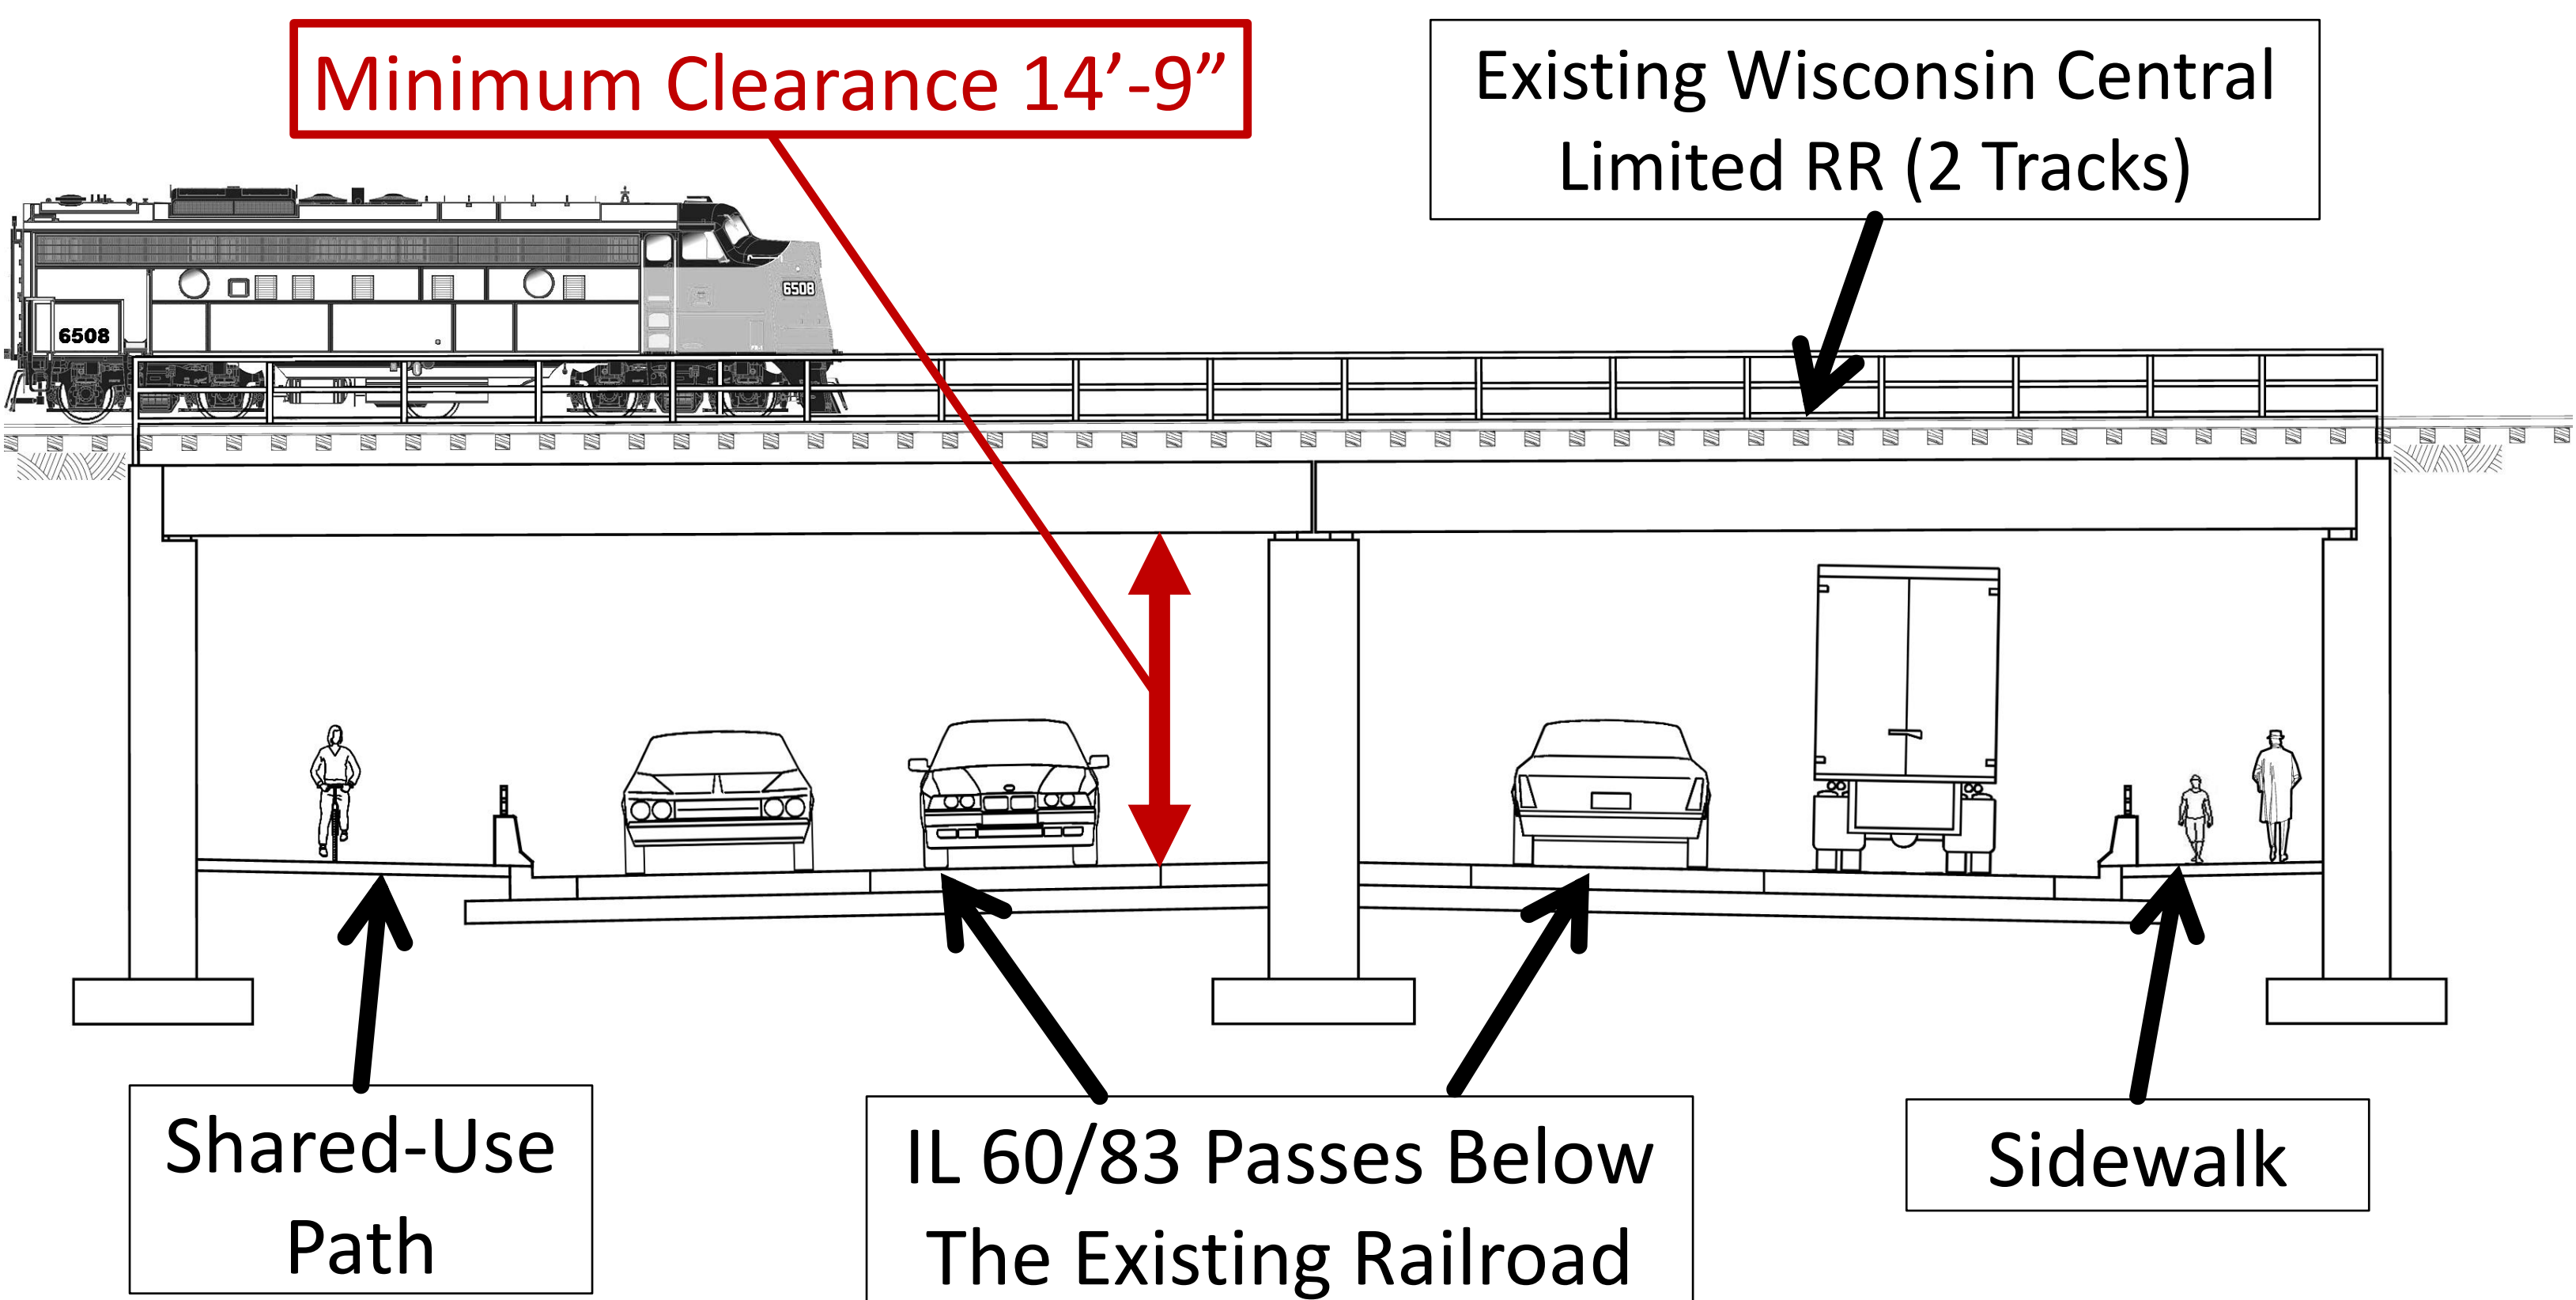 Minimum Clearance 14’-9”
Existing Wisconsin Central
Limited RR (2 Tracks)
6508
6508
Shared-Use
Path
IL 60/83 Passes Below
The Existing Railroad
Sidewalk